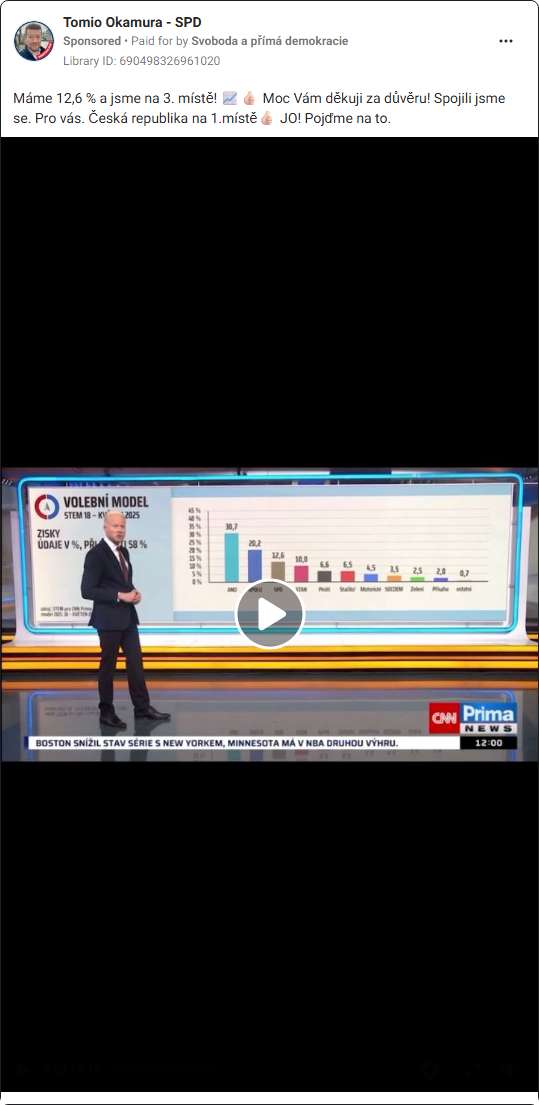 Tomio Okamura - SPD
Sponsored • Paid for by Svoboda a přímá demokracie
Library ID: 690498326961020
Máme 12,6 % a jsme na 3. místě! 📈 👍🏻 Moc Vám děkuji za důvěru! Spojili jsme
se. Pro vás. Česká republika na 1.místě👍🏻 JO! Pojďme na to.
VOLEBNÍ MODEL
STEM 18 – 2025
ZISKY
ÚDAJE V %, 58 %
45 %
40 %
35 %
30 %
25 %
20 %
15 %
10 %
5 %
0 %
30,7
20,2
12,6
10,0
6,6
6,5
4,5
3,5
2,5
2,0
0,7
ANO
SPD
STAN
Piráti
Stačilo!
Motoristé
SOCDEM
Zelení
Přísaha
ostatní
CNN Prima
NEWS
BOSTON SNÍŽIL STAV SÉRIE S NEW YORKEM, MINNESOTA MÁ V NBA DRUHOU VÝHRU.
12:00